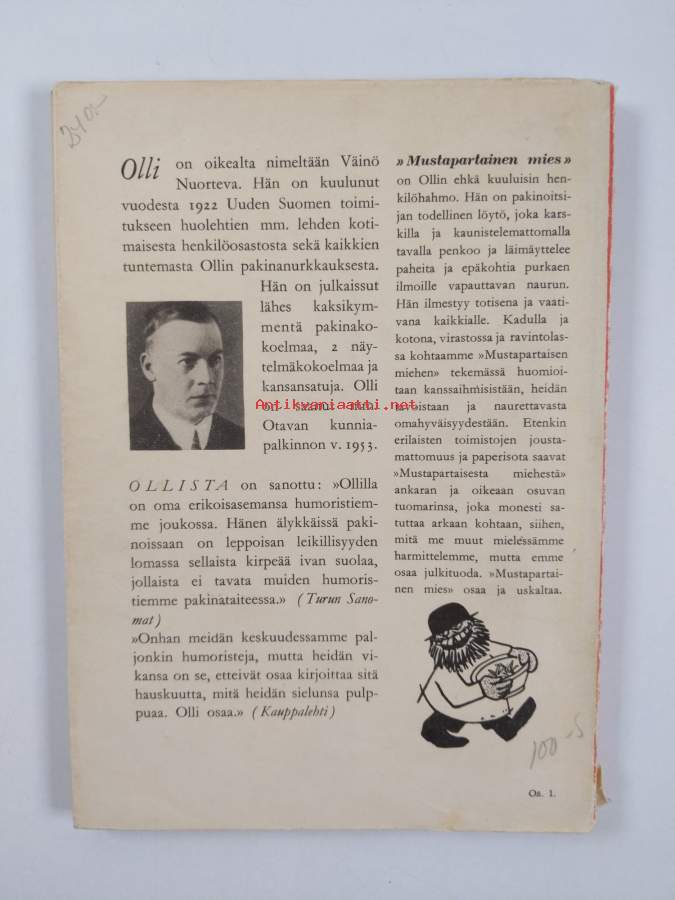 240.-
Olli on oikealta nimeltään Väinö
Nuorteva. Hän on kuulunut
vuodesta 1922 Uuden Suomen toimi-
tukseen huolehtien mm. lehden koti-
maisesta henkilöosastosta sekä kaikkien
tuntemasta Ollin pakinanurkkauksesta.
Hän on julkaissut
lähes kaksikym-
mentä pakinako-
koelmaa, 2 näy-
telmäkokoelmaa ja
kansansatuja. Olli
on saanut mm.
Otavan kunnia-
palkinnon v. 1953.
OLLISTA on sanottu: »Ollilla
on oma erikoisasemansa humoristiem-
me joukossa. Hänen älykkäissä paki-
noissaan on leppoisan leikillisyyden
lomassa sellaista kirpeää ivan suolaa,
jollaista ei tavata muiden humoris-
tiemme pakinataiteessa.» (Turun Sano-
mat)
»Onhan meidän keskuudessamme pal-
jonkin humoristeja, mutta heidän vi-
kansa on se, etteivät osaa kirjoittaa sitä
hauskuutta, mitä heidän sielunsa pulp-
puaa. Olli osaa.» (Kauppalehti)
»Mustapartainen mies»
on Ollin ehkä kuuluisin hen-
kilöhahmo. Hän on pakinoitsi-
jan todellinen löytö, joka kars-
killa ja kaunistelemattomalla
tavalla penkoo ja läimäyttelee
paheita ja epäkohtia purkaen
ilmoille vapauttavan naurun.
Hän ilmestyy totisena ja vaati-
vana kaikkialle. Kadulla ja
kotona, virastossa ja ravintolas-
sa kohtaamme »Mustapartaisen
miehen» tekemässä huomioi-
taan kanssaihmisistään, heidän
tavoistaan ja naurettavasta
omahyväisyydestään. Etenkin
erilaisten toimistojen jousta-
mattomuus ja paperisota saavat
»Mustapartaisesta miehestä»
ankaran ja oikeaan osuvan
tuomarinsa, joka monesti sa-
tuttaa arkaan kohtaan, siihen,
mitä me muut mielessämme
harmittelemme, mutta emme
osaa julkituoda. »Mustapartai-
nen mies» osaa ja uskaltaa.
100-5
Oa. 1.
Antikvariaatti.net